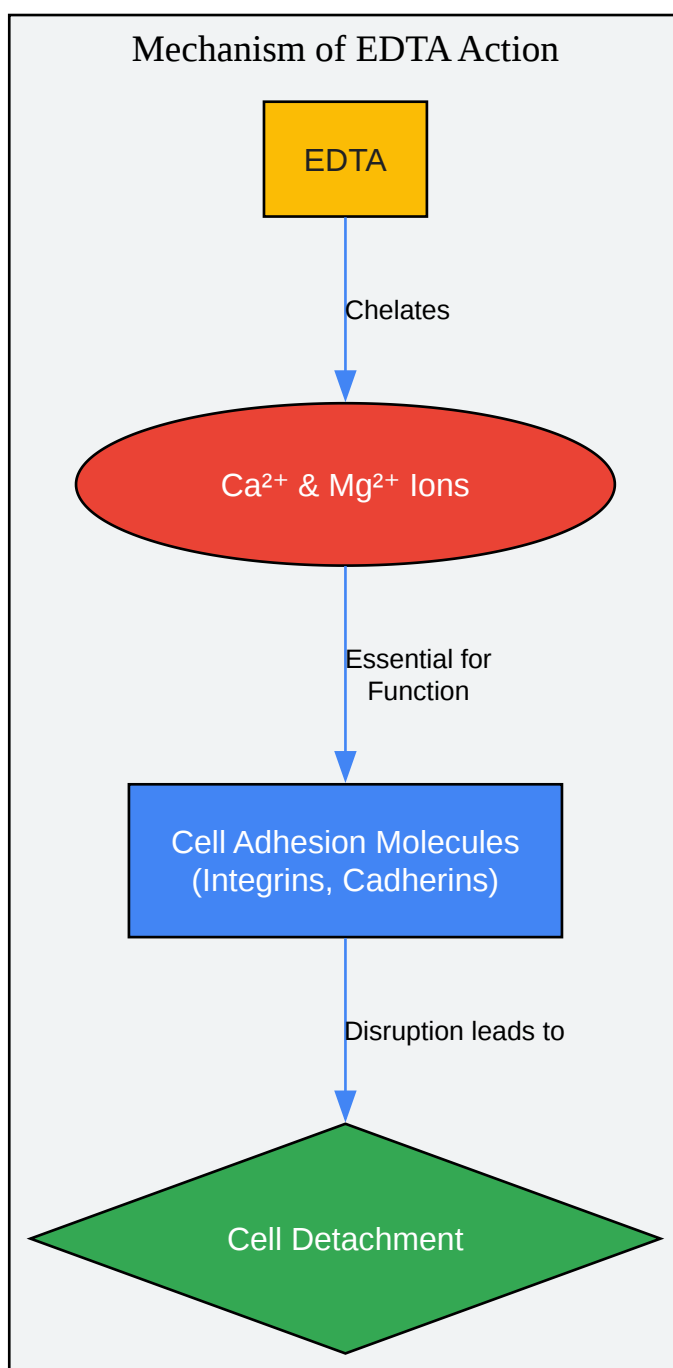 Mechanism of EDTA Action
EDTA
Chelates
Ca²⁺ & Mg²⁺ Ions
Essential for
Function
Cell Adhesion Molecules
(Integrins, Cadherins)
Disruption leads to
Cell Detachment